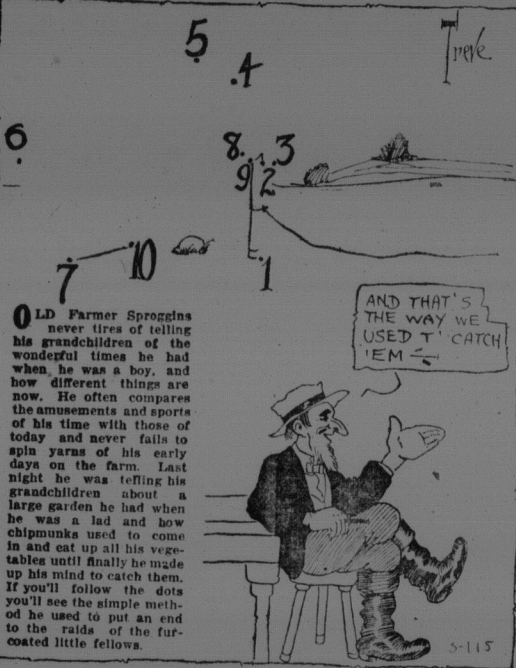 5
4
Treve
6
8. 3
9 2
10
7
1
AND THAT'S
THE WAY WE
USED T' CATCH
'EM —
OLD Farmer Sproggins
never tires of telling
his grandchildren of the
wonderful times he had
when he was a boy, and
how different things are
now. He often compares
the amusements and sports
of his time with those of
today and never fails to
spin yarns of his early
days on the farm. Last
night he was telling his
grandchildren about a
large garden he had when
he was a lad and how
chipmunks used to come
in and eat up all his vege-
tables until finally he made
up his mind to catch them.
If you'll follow the dots
you'll see the simple meth-
od he used to put an end
to the raids of the fur-
coated little fellows.
S-115